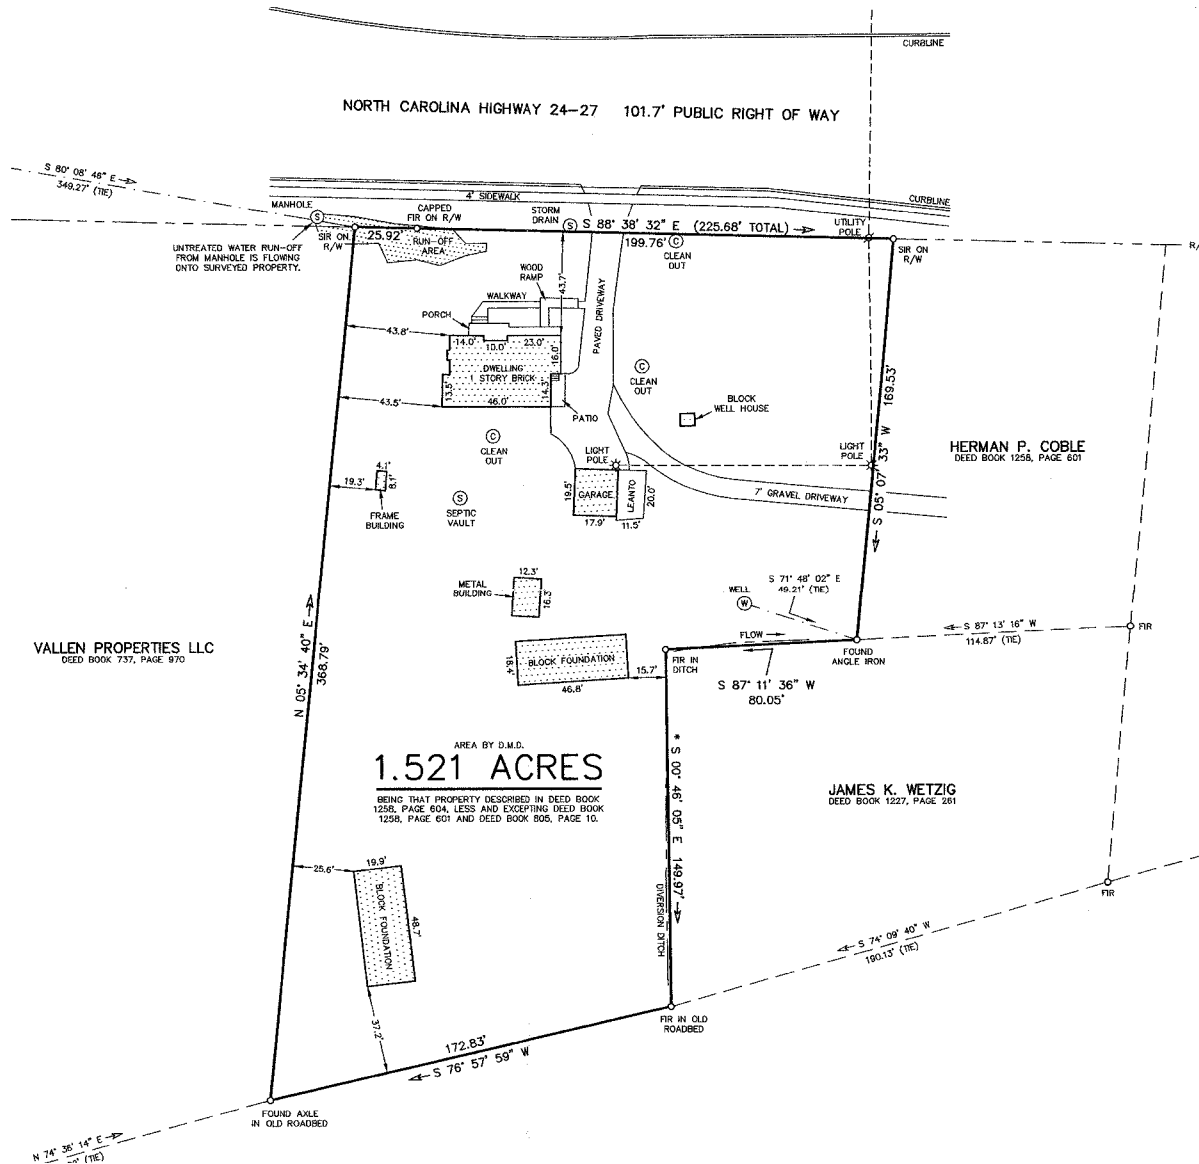 CURBLINE
NORTH CAROLINA HIGHWAY 24-27 101.7' PUBLIC RIGHT OF WAY
S 80° 08' 48" E
349.27' (TIE)
4' SIDEWALK
CURBLINE
MANHOLE
S
CAPPED
FIR ON R/W
STORM
DRAIN
S
S 88° 38' 32" E (225.68' TOTAL)
UTILITY
POLE
SIR ON
R/W
25.92'
RUN-OFF
AREA
199.76'
C
CLEAN
OUT
SIR ON
R/W
R/
UNTREATED WATER RUN-OFF
FROM MANHOLE IS FLOWING
ONTO SURVEYED PROPERTY.
WOOD
RAMP
43.7'
WALKWAY
PORCH
PAVED DRIVEWAY
43.8'
14.0'
10.0'
23.0'
16.0'
DWELLING
1 STORY BRICK
13.5'
14.3'
46.0'
43.5'
PATIO
C
CLEAN
OUT
BLOCK
WELL HOUSE
S 05° 07' 33" W 169.53'
HERMAN P. COBLE
DEED BOOK 1258, PAGE 601
C
CLEAN
OUT
LIGHT
POLE
LIGHT
POLE
4.1'
8.1'
19.3'
FRAME
BUILDING
S
SEPTIC
VAULT
19.5'
GARAGE
LEANTO
20.0'
17.9'
11.5'
7' GRAVEL DRIVEWAY
12.3'
METAL
BUILDING
16.3'
WELL
W
S 71° 48' 02" E
49.21' (TIE)
FLOW
S 87° 13' 16" W
114.87' (TIE)
FIR
FOUND
ANGLE IRON
VALLEN PROPERTIES LLC
DEED BOOK 737, PAGE 970
N 05° 34' 40" E
368.79'
BLOCK FOUNDATION
18.4'
46.8'
15.7'
FIR IN
DITCH
S 87° 11' 36" W
80.05'
AREA BY D.M.D.
1.521 ACRES
BEING THAT PROPERTY DESCRIBED IN DEED BOOK
1258, PAGE 604, LESS AND EXCEPTING DEED BOOK
1258, PAGE 601 AND DEED BOOK 805, PAGE 10.
* S 00° 46' 05" E 149.97'
DIVERSION DITCH
JAMES K. WETZIG
DEED BOOK 1227, PAGE 261
25.6'
19.9'
BLOCK FOUNDATION
48.7'
37.2'
FIR
S 74° 09' 40" W
190.13' (TIE)
FIR IN OLD
ROADBED
172.83'
S 76° 57' 59" W
FOUND AXLE
IN OLD ROADBED
N 74° 36' 14" E
(TIE)